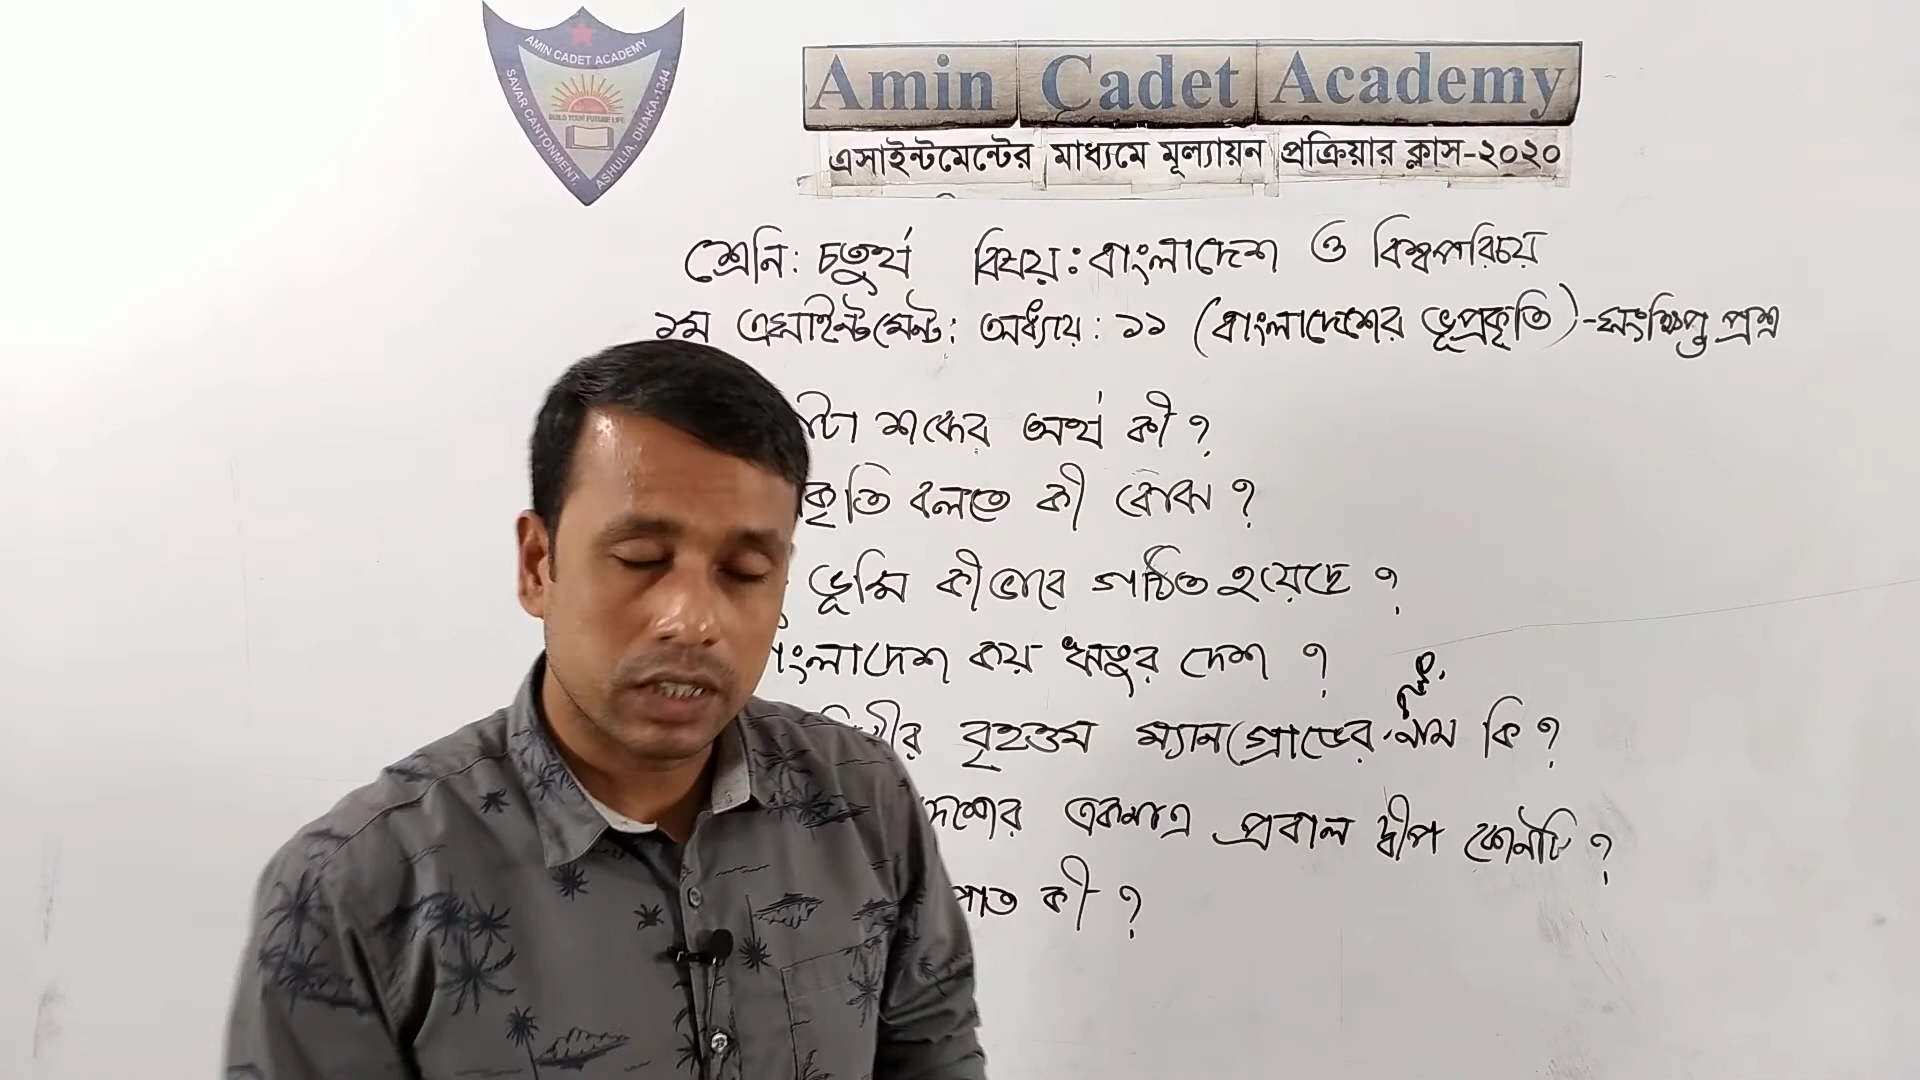 AMIN CADET ACADEMY
SAVAR CANTONMENT.
ASHULIA, DHAKA-1344
BUILD YOUR FUTURE LIFE
Amin Cadet Academy
এসাইন্টমেন্টের মাধ্যমে মূল্যায়ন প্রক্রিয়ার ক্লাস-২০২০
শ্রেনি: চতুর্থ বিষয়: বাংলাদেশ ও বিশ্বপরিচয়
১ম এসাইন্টমেন্ট: অধ্যায়: ১১ (বাংলাদেশের ভূপ্রকৃতি)-সংক্ষিপ্ত প্রশ্ন
শব্দের অর্থ কী ?
বলতে কী বোঝ ?
ভূমি কীভাবে গঠিত হয়েছে ?
বাংলাদেশ কয় ঋতুর দেশ ?
বৃহত্তম ম্যানগ্রোভের নাম কি ?
একমাত্র প্রবাল দ্বীপ কোনটি ?
পাত কী ?